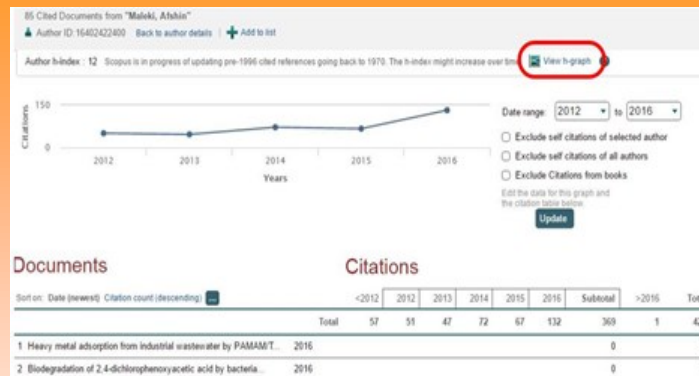 85 Cited Documents from "Maleki, Afshin"
Author ID:16402422400 Back to author details Add to list
Author h-index : 12 Scopus is in progress of updating pre-1996 cited references going back to 1970. The h-index might increase over time View h-graph
Citations
150
0
2012 2013 2014 2015 2016
Years
Date range: 2012 to 2016
Exclude self citations of selected author
Exclude self citations of all authors
Exclude Citations from books
Edit the data for this graph and
the citation table below.
Update
Documents Citations
Sort on: Date (newest) Citation count (descending) ...
<2012 2012 2013 2014 2015 2016 Subtotal >2016
Total 57 51 47 72 67 132 369 1
1 Heavy metal adsorption from industrial wastewater by PAMAM/T... 2016 0
2 Biodegradation of 2,4-dichlorophenoxyacetic acid by bacteria... 2016 0